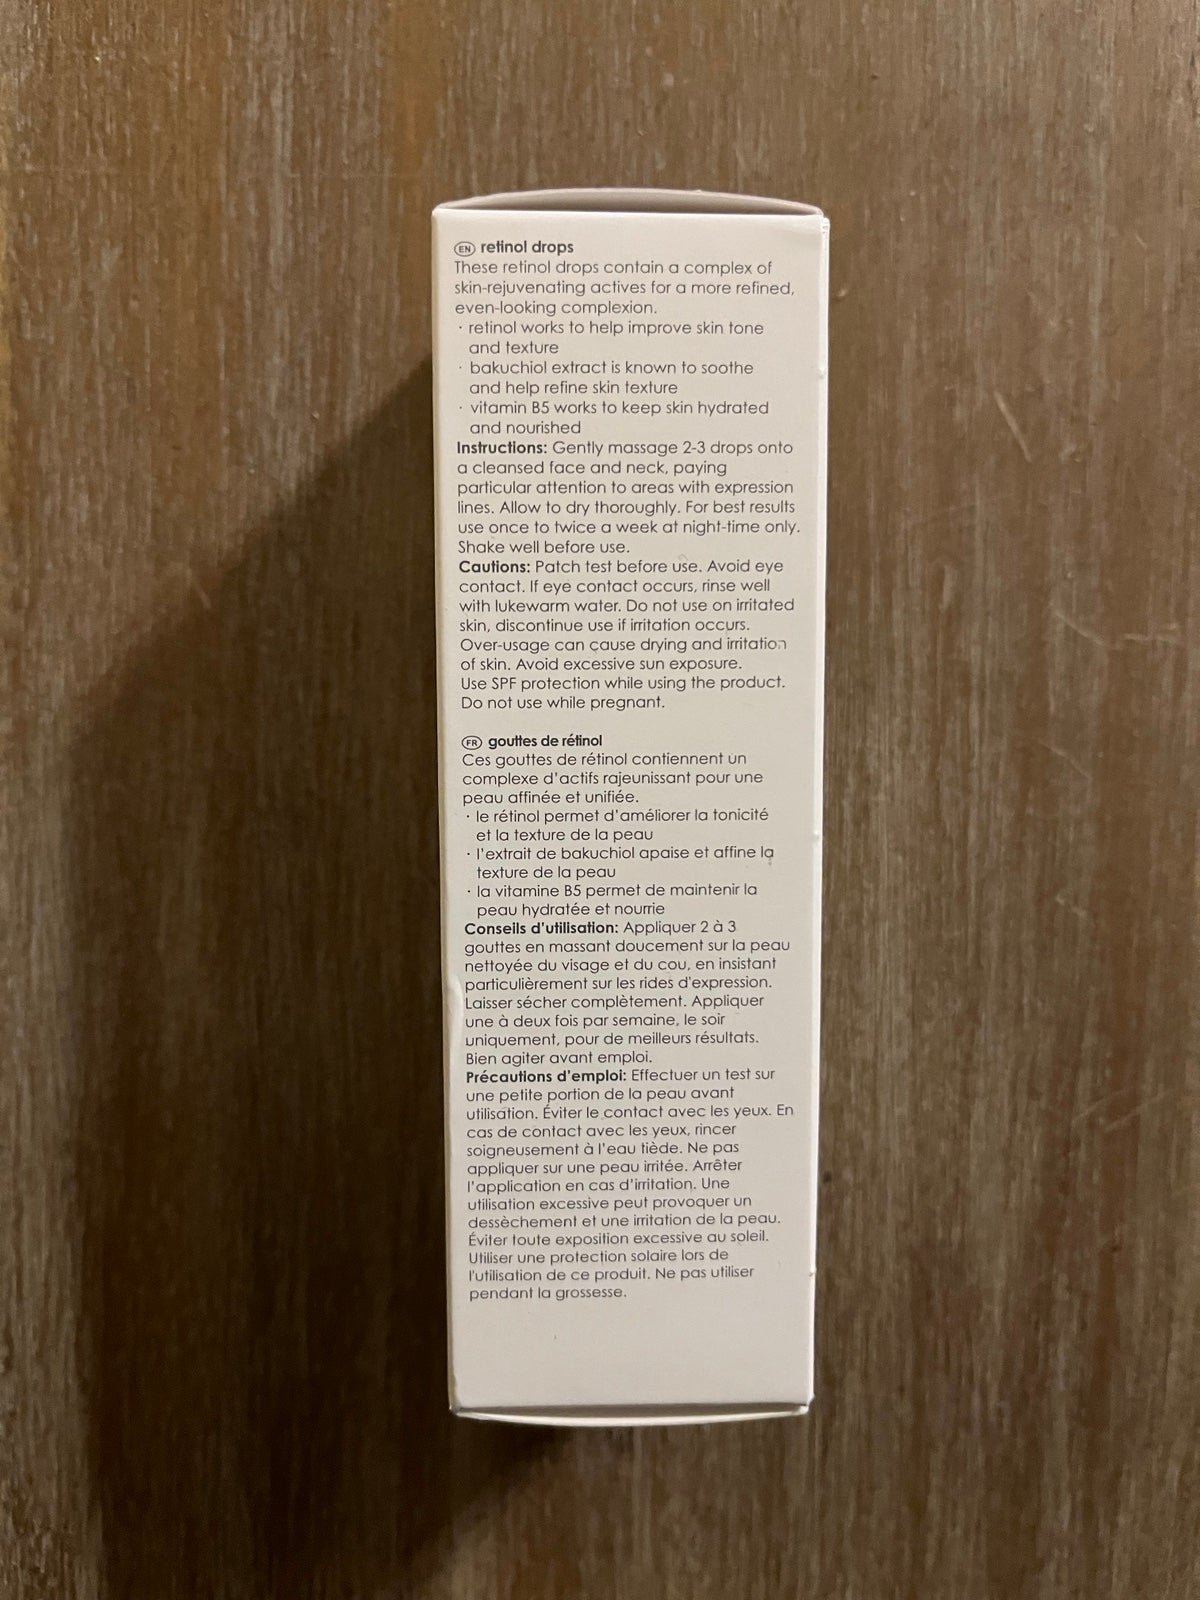 EN retinol drops
These retinol drops contain a complex of
skin-rejuvenating actives for a more refined,
even-looking complexion.
· retinol works to help improve skin tone
and texture
· bakuchiol extract is known to soothe
and help refine skin texture
· vitamin B5 works to keep skin hydrated
and nourished
Instructions: Gently massage 2-3 drops onto
a cleansed face and neck, paying
particular attention to areas with expression
lines. Allow to dry thoroughly. For best results
use once to twice a week at night-time only.
Shake well before use.
Cautions: Patch test before use. Avoid eye
contact. If eye contact occurs, rinse well
with lukewarm water. Do not use on irritated
skin, discontinue use if irritation occurs.
Over-usage can cause drying and irritation
of skin. Avoid excessive sun exposure.
Use SPF protection while using the product.
Do not use while pregnant.
FR gouttes de rétinol
Ces gouttes de rétinol contiennent un
complexe d'actifs rajeunissant pour une
peau affinée et unifiée.
· le rétinol permet d'améliorer la tonicité
et la texture de la peau
· l'extrait de bakuchiol apaise et affine la
texture de la peau
· la vitamine B5 permet de maintenir la
peau hydratée et nourrie
Conseils d'utilisation: Appliquer 2 à 3
gouttes en massant doucement sur la peau
nettoyée du visage et du cou, en insistant
particulièrement sur les rides d'expression.
Laisser sécher complètement. Appliquer
une à deux fois par semaine, le soir
uniquement, pour de meilleurs résultats.
Bien agiter avant emploi.
Précautions d'emploi: Effectuer un test sur
une petite portion de la peau avant
utilisation. Éviter le contact avec les yeux. En
cas de contact avec les yeux, rincer
soigneusement à l'eau tiède. Ne pas
appliquer sur une peau irritée. Arrêter
l'application en cas d'irritation. Une
utilisation excessive peut provoquer un
dessèchement et une irritation de la peau.
Éviter toute exposition excessive au soleil.
Utiliser une protection solaire lors de
l'utilisation de ce produit. Ne pas utiliser
pendant la grossesse.